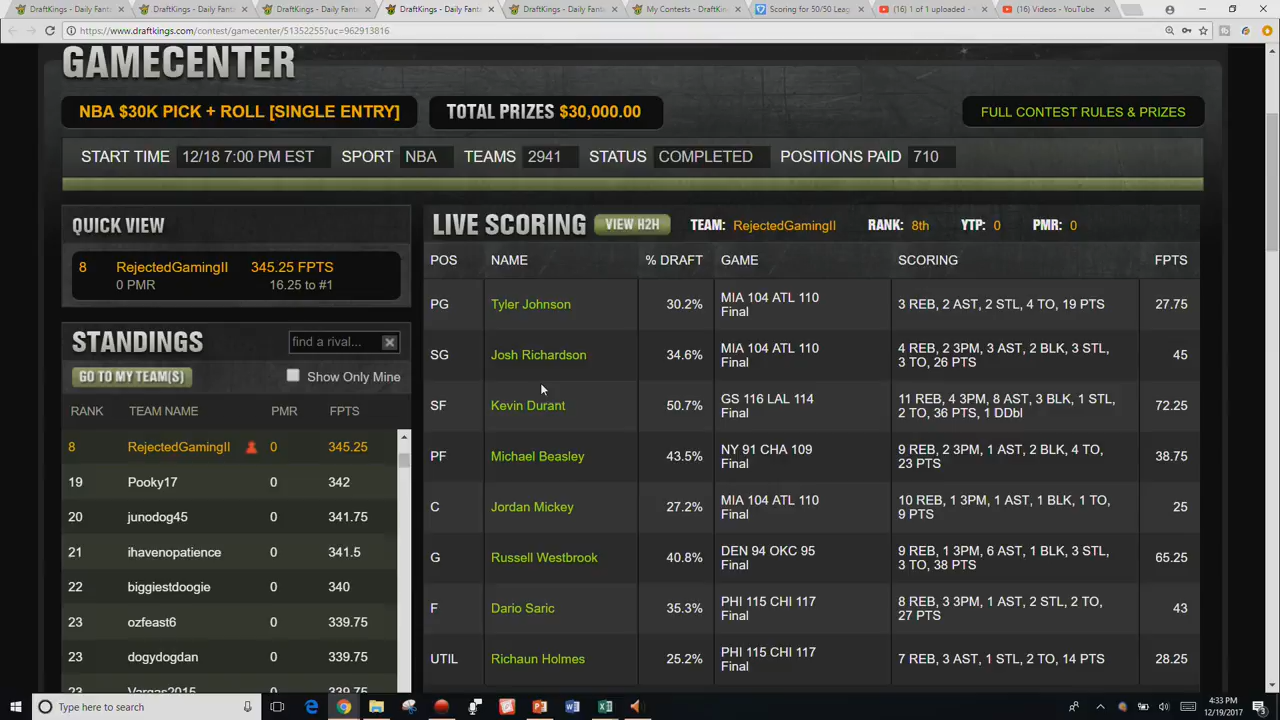 DraftKings - Daily Fanta
DraftKings - Daily Fanta
DraftKings - Daily Fanta
DraftKings - Daily Fant
DraftKings - Daily Fant
My Contests - DraftKing
Scoring for 50/50 Leag
(16) 1 of 1 uploaded -
(16) Videos - YouTube
https://www.draftkings.com/contest/gamecenter/51352255?uc=962913816
GAMECENTER
NBA $30K PICK + ROLL [SINGLE ENTRY]
TOTAL PRIZES $30,000.00
FULL CONTEST RULES & PRIZES
START TIME 12/18 7:00 PM EST SPORT NBA TEAMS 2941 STATUS COMPLETED POSITIONS PAID 710
QUICK VIEW
8 RejectedGamingII 345.25 FPTS
0 PMR 16.25 to #1
STANDINGS
find a rival...
GO TO MY TEAM(S)
Show Only Mine
RANK TEAM NAME PMR FPTS
8 RejectedGamingII 0 345.25
19 Pooky17 0 342
20 junodog45 0 341.75
21 ihavenopatience 0 341.5
22 biggiestdoogie 0 340
23 ozfeast6 0 339.75
23 dogydogdan 0 339.75
23 Vargas2015 0 339.75
LIVE SCORING VIEW H2H TEAM: RejectedGamingII RANK: 8th YTP: 0 PMR: 0
POS NAME % DRAFT GAME SCORING FPTS
PG Tyler Johnson 30.2% MIA 104 ATL 110 3 REB, 2 AST, 2 STL, 4 TO, 19 PTS 27.75
Final
SG Josh Richardson 34.6% MIA 104 ATL 110 4 REB, 2 3PM, 3 AST, 2 BLK, 3 STL, 45
Final 3 TO, 26 PTS
SF Kevin Durant 50.7% GS 116 LAL 114 11 REB, 4 3PM, 8 AST, 3 BLK, 1 STL, 72.25
Final 2 TO, 36 PTS, 1 DDbl
PF Michael Beasley 43.5% NY 91 CHA 109 9 REB, 2 3PM, 1 AST, 2 BLK, 4 TO, 38.75
Final 23 PTS
C Jordan Mickey 27.2% MIA 104 ATL 110 10 REB, 1 3PM, 1 AST, 1 BLK, 1 TO, 25
Final 9 PTS
G Russell Westbrook 40.8% DEN 94 OKC 95 9 REB, 1 3PM, 6 AST, 1 BLK, 3 STL, 65.25
Final 3 TO, 38 PTS
F Dario Saric 35.3% PHI 115 CHI 117 8 REB, 3 3PM, 1 AST, 2 STL, 2 TO, 43
Final 27 PTS
UTIL Richaun Holmes 25.2% PHI 115 CHI 117 7 REB, 3 AST, 1 STL, 2 TO, 14 PTS 28.25
Final
Type here to search
4:33 PM
12/19/2017